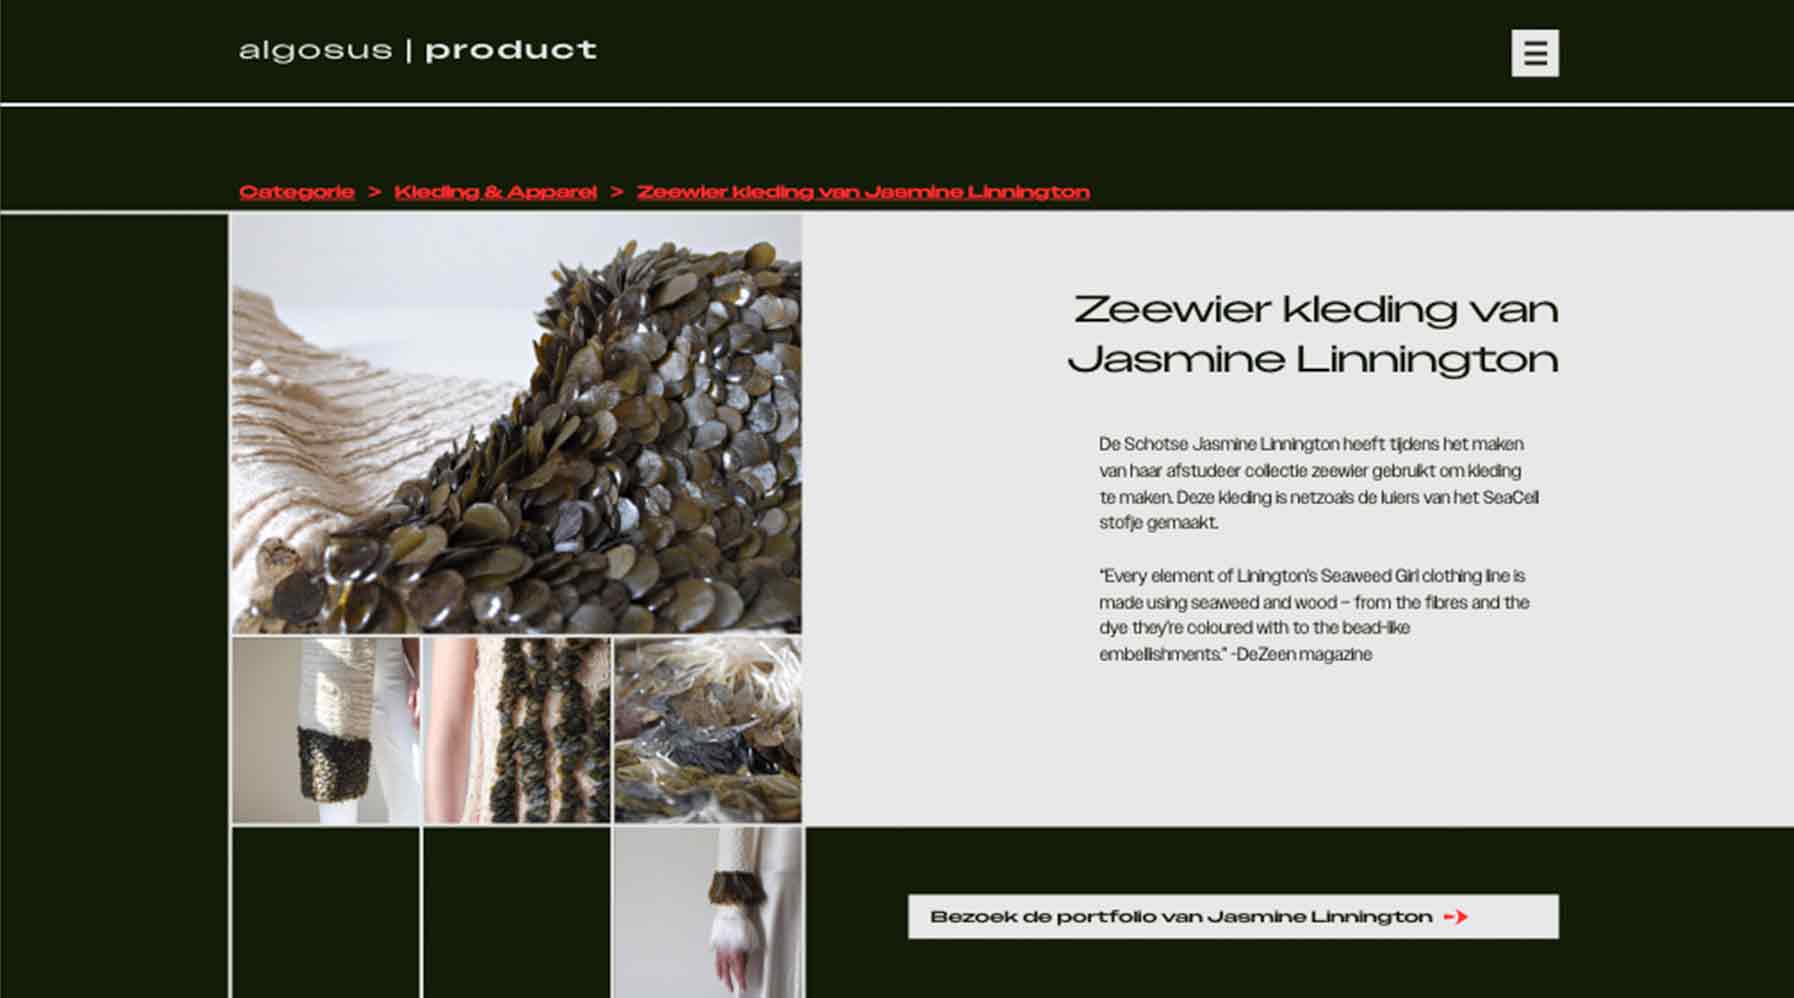 algosus | product
Categorie > Kleding & Apparel > Zeewier kleding van Jasmine Linnington
Zeewier kleding van
Jasmine Linnington
De Schotse Jasmine Linnington heeft tijdens het maken
van haar afstudeer collectie zeewier gebruikt om kleding
te maken. Deze kleding is netzoals de luiers van het SeaCell
stofje gemaakt.
"Every element of Linington's Seaweed Girl clothing line is
made using seaweed and wood – from the fibres and the
dye they're coloured with to the bead-like
embellishments." -DeZeen magazine
Bezoek de portfolio van Jasmine Linnington